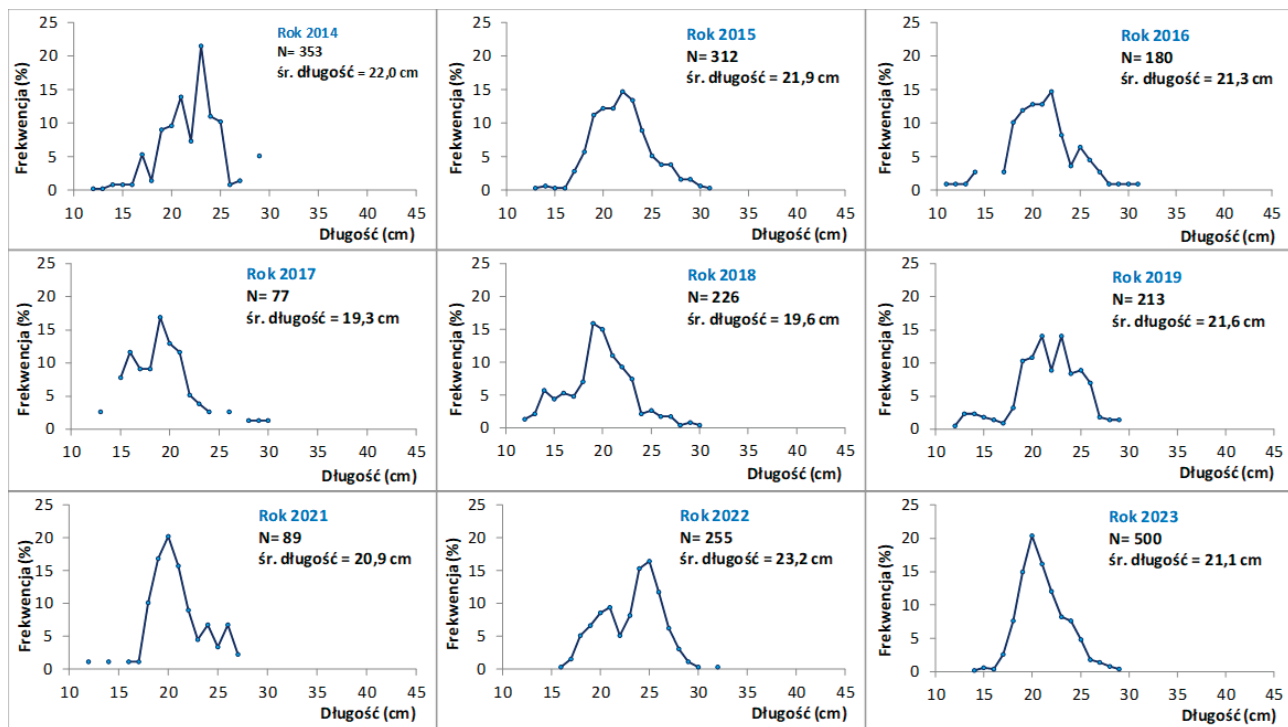 Rok 2014
N= 353
śr. długość = 22,0 cm
Frekwencja (%)
25
20
15
10
5
0
10 15 20 25 30 35 40 45
Długość (cm)
Rok 2015
N= 312
śr. długość = 21,9 cm
Frekwencja (%)
25
20
15
10
5
0
10 15 20 25 30 35 40 45
Długość (cm)
Rok 2016
N= 180
śr. długość = 21,3 cm
Frekwencja (%)
25
20
15
10
5
0
10 15 20 25 30 35 40 45
Długość (cm)
Rok 2017
N= 77
śr. długość = 19,3 cm
Frekwencja (%)
25
20
15
10
5
0
10 15 20 25 30 35 40 45
Długość (cm)
Rok 2018
N= 226
śr. długość = 19,6 cm
Frekwencja (%)
25
20
15
10
5
0
10 15 20 25 30 35 40 45
Długość (cm)
Rok 2019
N= 213
śr. długość = 21,6 cm
Frekwencja (%)
25
20
15
10
5
0
10 15 20 25 30 35 40 45
Długość (cm)
Rok 2021
N= 89
śr. długość = 20,9 cm
Frekwencja (%)
25
20
15
10
5
0
10 15 20 25 30 35 40 45
Długość (cm)
Rok 2022
N= 255
śr. długość = 23,2 cm
Frekwencja (%)
25
20
15
10
5
0
10 15 20 25 30 35 40 45
Długość (cm)
Rok 2023
N= 500
śr. długość = 21,1 cm
Frekwencja (%)
25
20
15
10
5
0
10 15 20 25 30 35 40 45
Długość (cm)